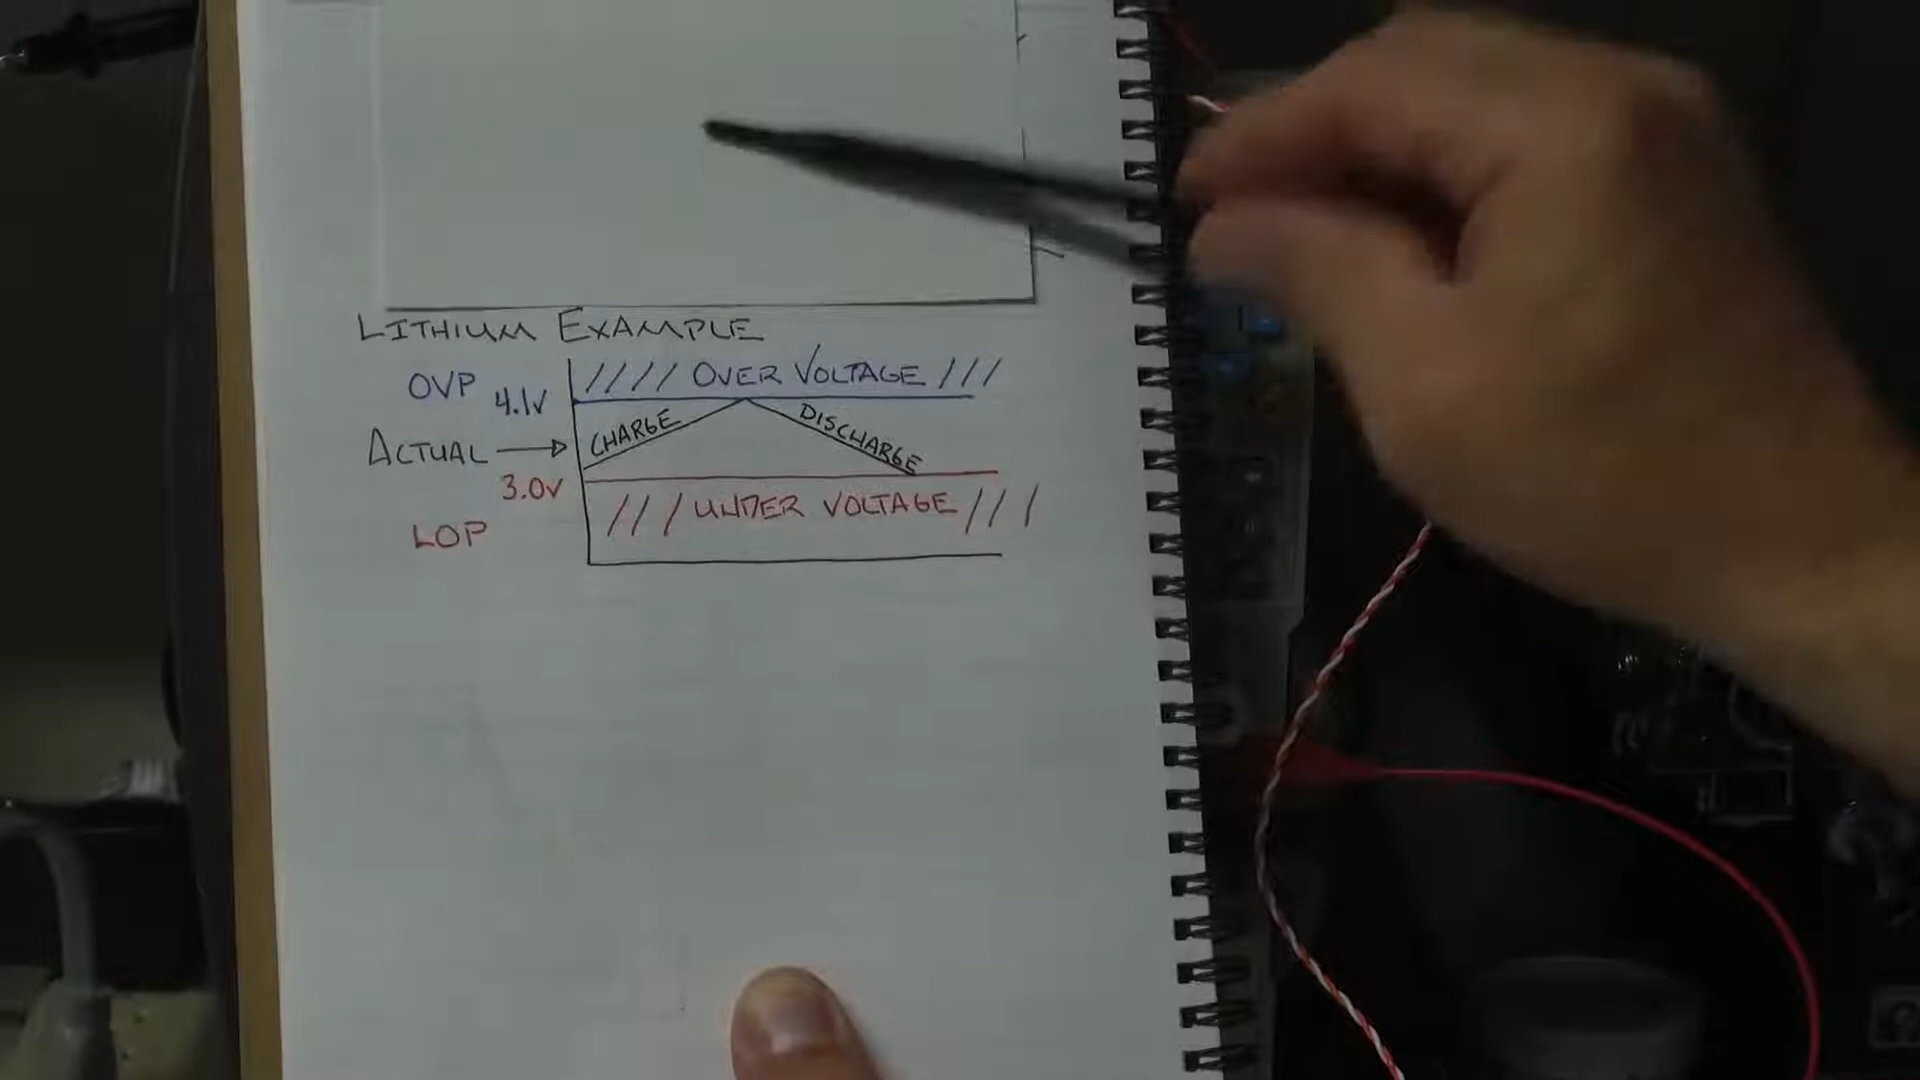 LITHIUM EXAMPLE
OVP 4.1V //// OVER VOLTAGE ///
ACTUAL CHARGE DISCHARGE
3.0V
LOP /// UNDER VOLTAGE ///